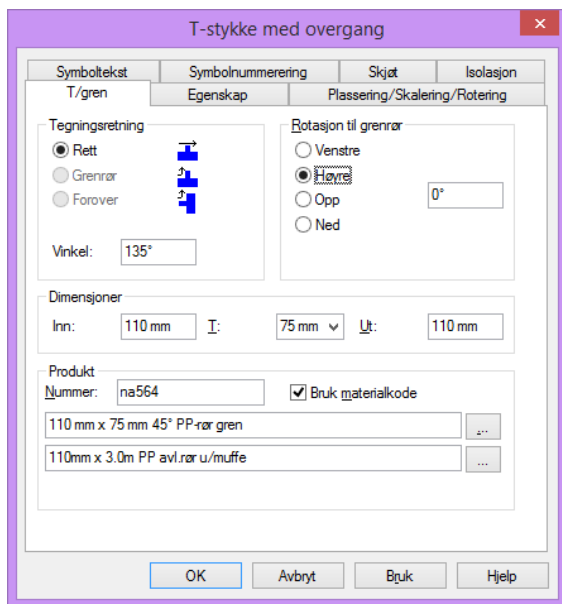 T-stykke med overgang
Symboltekst Symbolnummerering Skjøt Isolasjon
T/gren Egenskap Plassering/Skalering/Rotering
Tegningsretning
Rett
Grenrør
Forover
Vinkel: 135°
Rotasjon til grenrør
Venstre
Høyre
Opp
Ned
0°
Dimensjoner
Inn: 110 mm T: 75 mm Ut: 110 mm
Produkt
Nummer: na564 Bruk materialkode
110 mm x 75 mm 45° PP-rør gren
...
110mm x 3.0m PP avl.rør u/muffe
...
OK Avbryt Bruk Hjelp